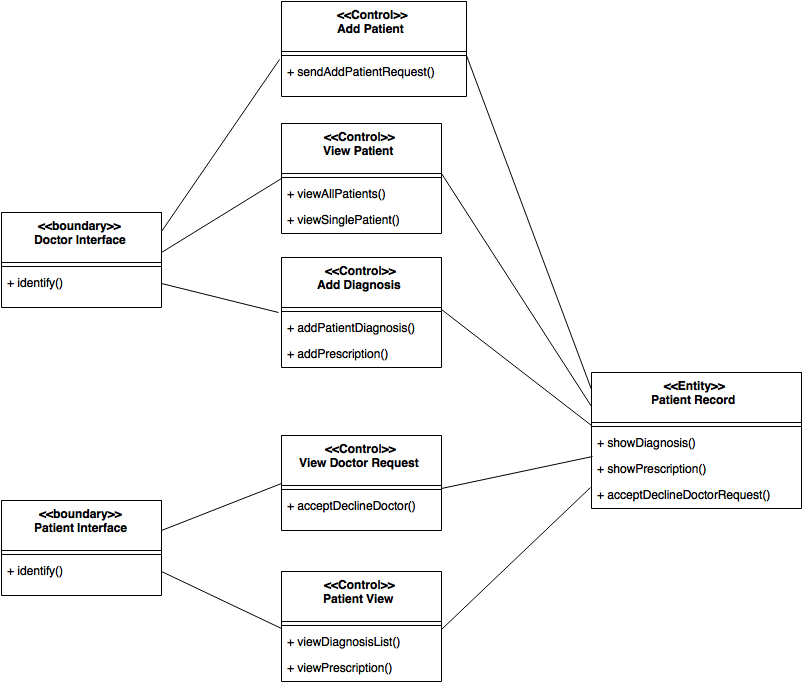 <<Control>>
Add Patient
+ sendAddPatientRequest()
<<Control>>
View Patient
+ viewAllPatients()
+ viewSinglePatient()
<<boundary>>
Doctor Interface
+ identify()
<<Control>>
Add Diagnosis
+ addPatientDiagnosis()
+ addPrescription()
<<Entity>>
Patient Record
+ showDiagnosis()
+ showPrescription()
+ acceptDeclineDoctorRequest()
<<Control>>
View Doctor Request
+ acceptDeclineDoctor()
<<boundary>>
Patient Interface
+ identify()
<<Control>>
Patient View
+ viewDiagnosisList()
+ viewPrescription()